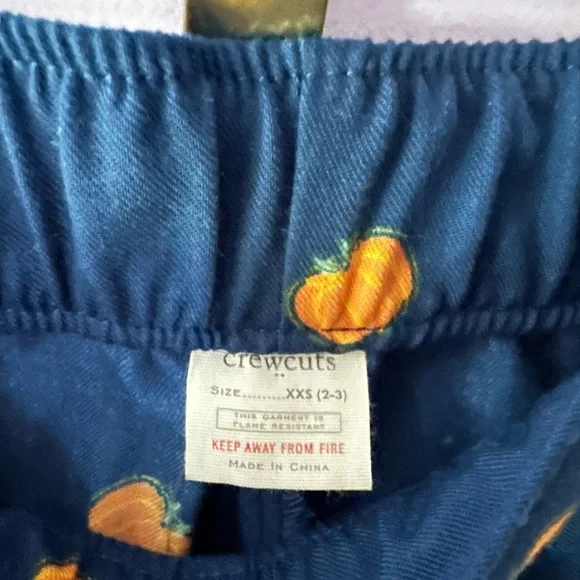 crewcuts
SIZE.........XXS (2-3)
THIS GARMENT IS
FLAME RESISTANT
KEEP AWAY FROM FIRE
MADE IN CHINA